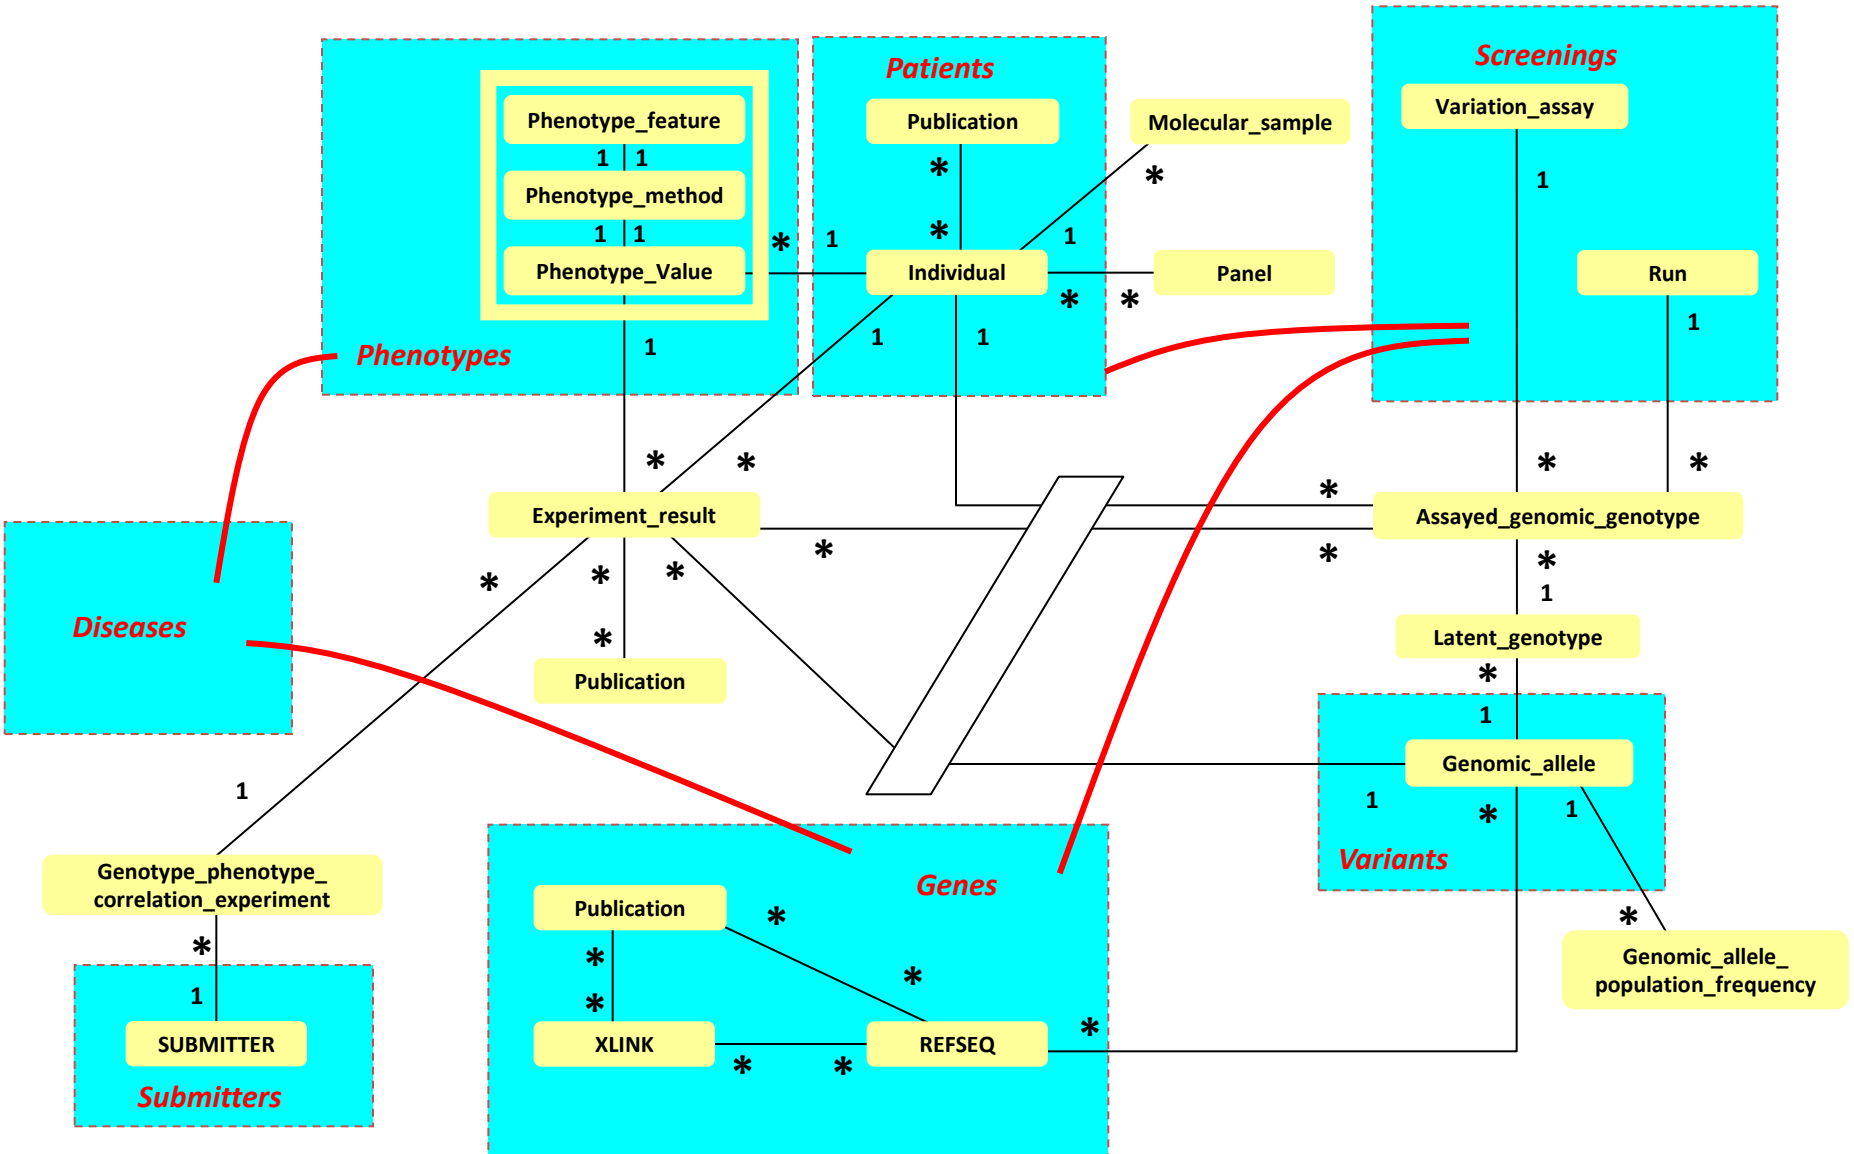 Screenings
Patients
Variation_assay
Phenotype_feature
Publication
Molecular_sample
1 1
*
*
1
Phenotype_method
1 1
*
1
*
1
Phenotype_Value
Individual
Panel
Run
*
*
1
1
1
1
Phenotypes
*
*
*
*
*
Experiment_result
Assayed_genomic_genotype
*
*
*
*
*
*
1
Diseases
*
Latent_genotype
*
Publication
1
Genomic_allele
1
1
*
1
Variants
Genotype_phenotype_
correlation_experiment
Genes
Publication
*
*
*
*
*
Genomic_allele_
population_frequency
1
*
*
SUBMITTER
XLINK
REFSEQ
*
*
Submitters